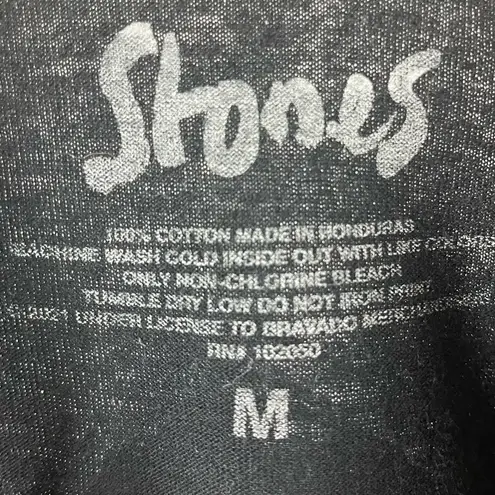 Stones
100% COTTON MADE IN HONDURAS
MACHINE WASH COLD INSIDE OUT WITH LIKE COLORS
ONLY NON-CHLORINE BLEACH
TUMBLE DRY LOW DO NOT IRON PRINT
© 2021 UNDER LICENSE TO BRAVADO
RN# 102050
M